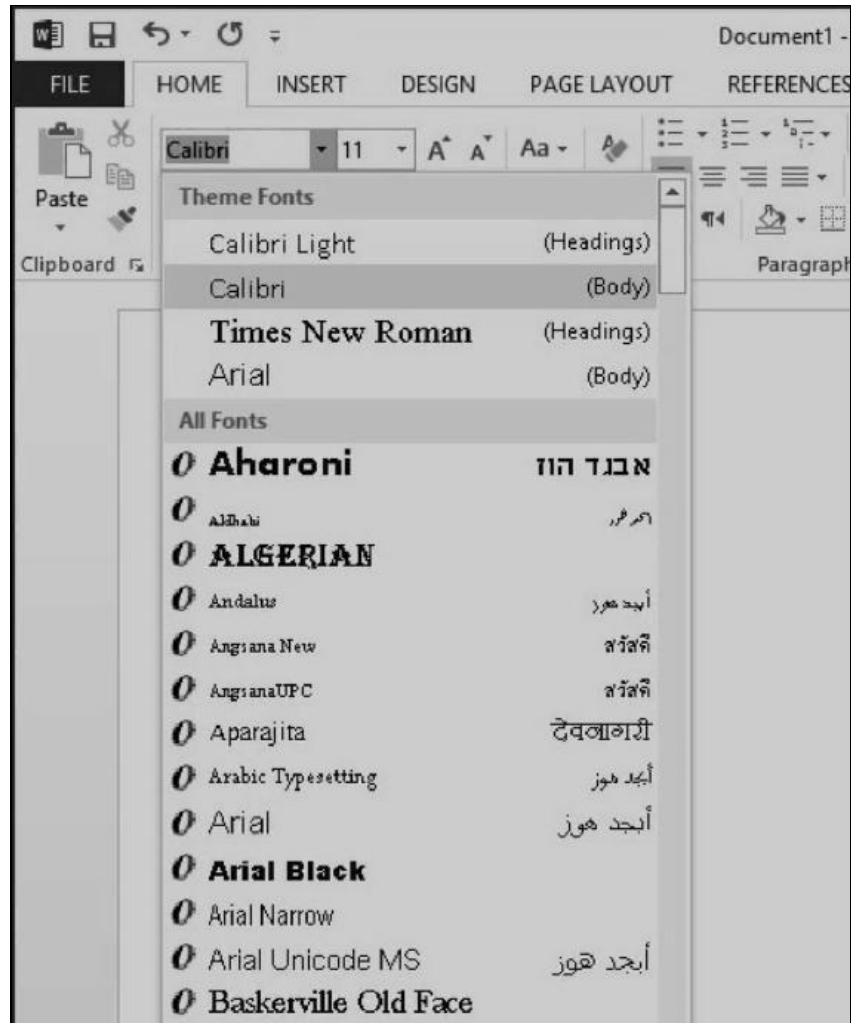 Document1 -
FILE HOME INSERT DESIGN PAGE LAYOUT REFERENCES
Calibri 11 A A Aa
Paste
Clipboard Paragraph
Theme Fonts
Calibri Light (Headings)
Calibri (Body)
Times New Roman (Headings)
Arial (Body)
All Fonts
Aharoni אבגד הוז
Aldhabi
ALGERIAN
Andalus أبجد هوز
Angsana New สวัสดี
AngsanaUPC สวัสดี
Aparajita देवनागरी
Arabic Typesetting أبجد هوز
Arial أبجد هوز
Arial Black
Arial Narrow
Arial Unicode MS أبجد هوز
Baskerville Old Face